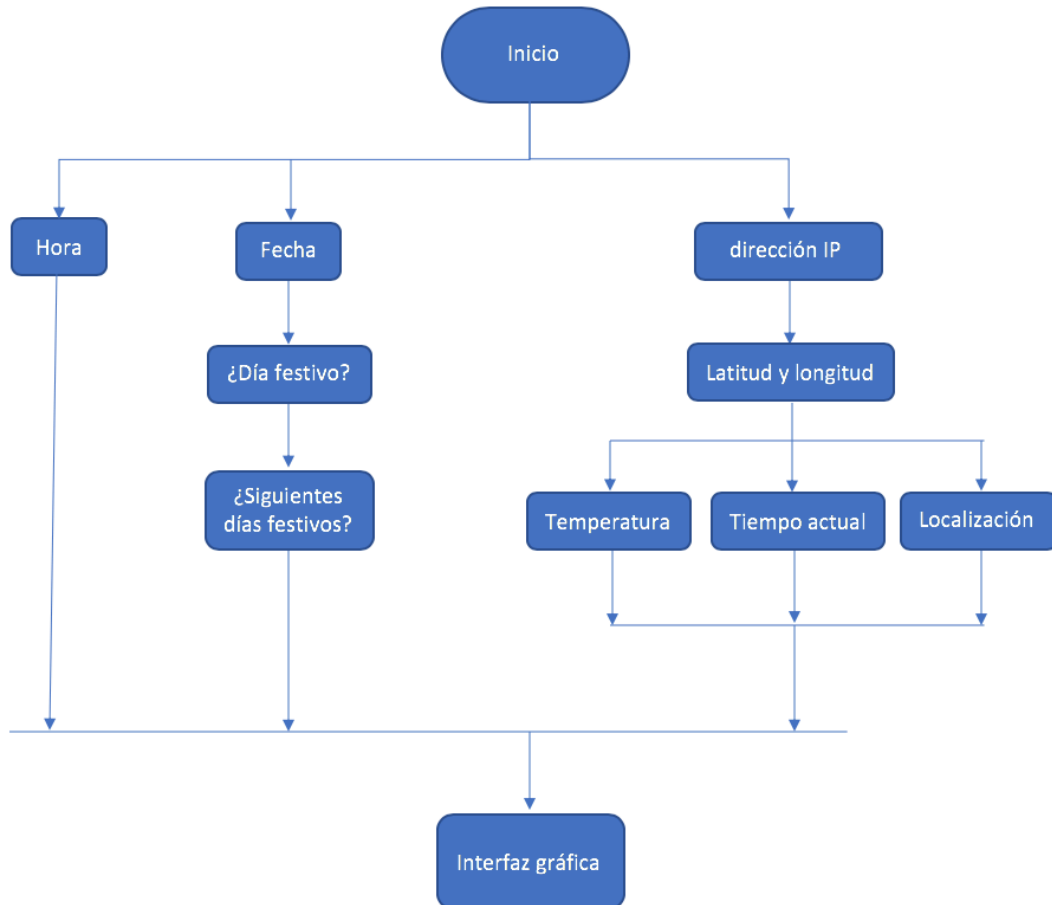 Inicio
Hora
Fecha
dirección IP
¿Día festivo?
Latitud y longitud
¿Siguientes
días festivos?
Temperatura
Tiempo actual
Localización
Interfaz gráfica